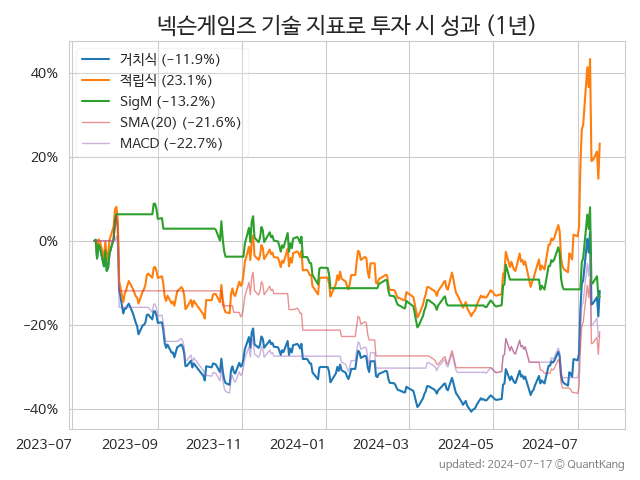 넥슨게임즈 기술 지표로 투자 시 성과 (1년)
거치식 (−11.9%)
적립식 (23.1%)
SigM (−13.2%)
SMA(20) (−21.6%)
MACD (−22.7%)
40%
20%
0%
−20%
−40%
2023-07 2023-09 2023-11 2024-01 2024-03 2024-05 2024-07
updated: 2024-07-17 © QuantKang